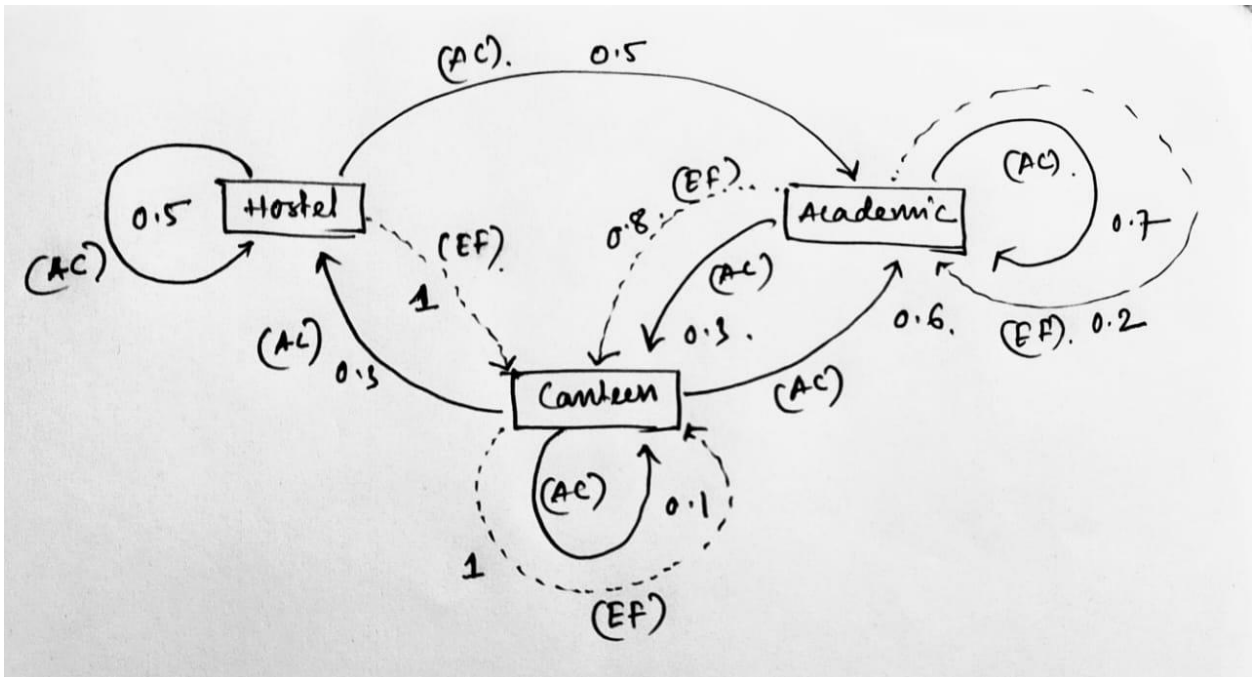 (AC). 0.5
(AC).
(EF)
Hostel
0.5
Academic
0.8.
0.7
(EF).
(AC)
(AC)
1
0.3.
0.6.
(EF). 0.2
(AC)
0.3
Canteen
(AC)
(AC)
0.1
1
(EF)